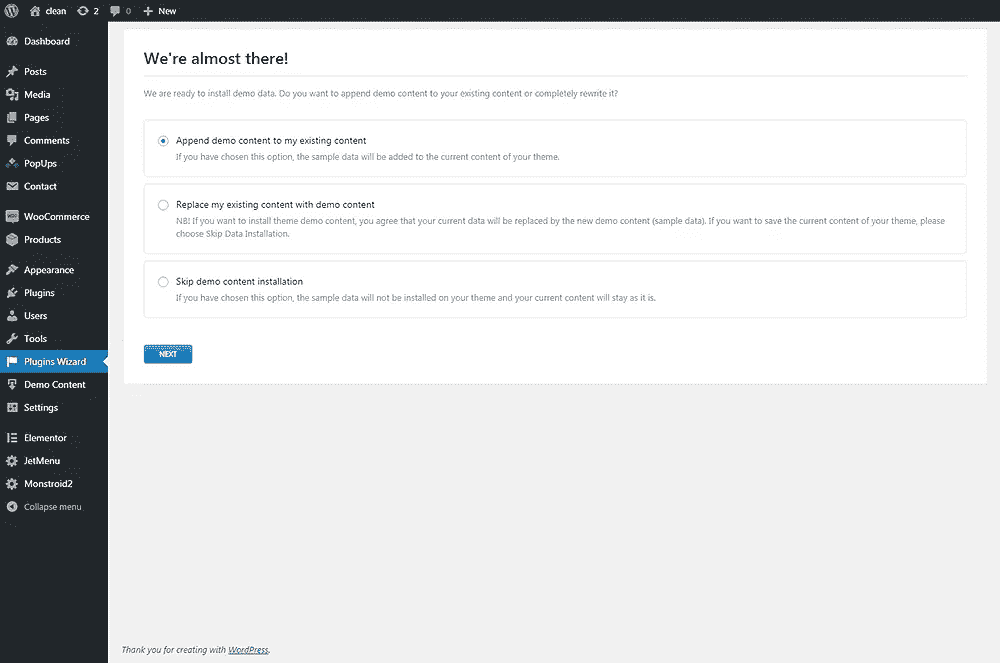 clean 2 0 New
Dashboard
Posts
Media
Pages
Comments
PopUps
Contact
WooCommerce
Products
Appearance
Plugins
Users
Tools
Plugins Wizard
Demo Content
Settings
Elementor
JetMenu
Monstroid2
Collapse menu
We're almost there!
We are ready to install demo data. Do you want to append demo content to your existing content or completely rewrite it?
Append demo content to my existing content
If you have chosen this option, the sample data will be added to the current content of your theme.
Replace my existing content with demo content
NB! If you want to install theme demo content, you agree that your current data will be replaced by the new demo content (sample data). If you want to save the current content of your theme, please
choose Skip Data Installation.
Skip demo content installation
If you have chosen this option, the sample data will not be installed on your theme and your current content will stay as it is.
NEXT
Thank you for creating with WordPress.